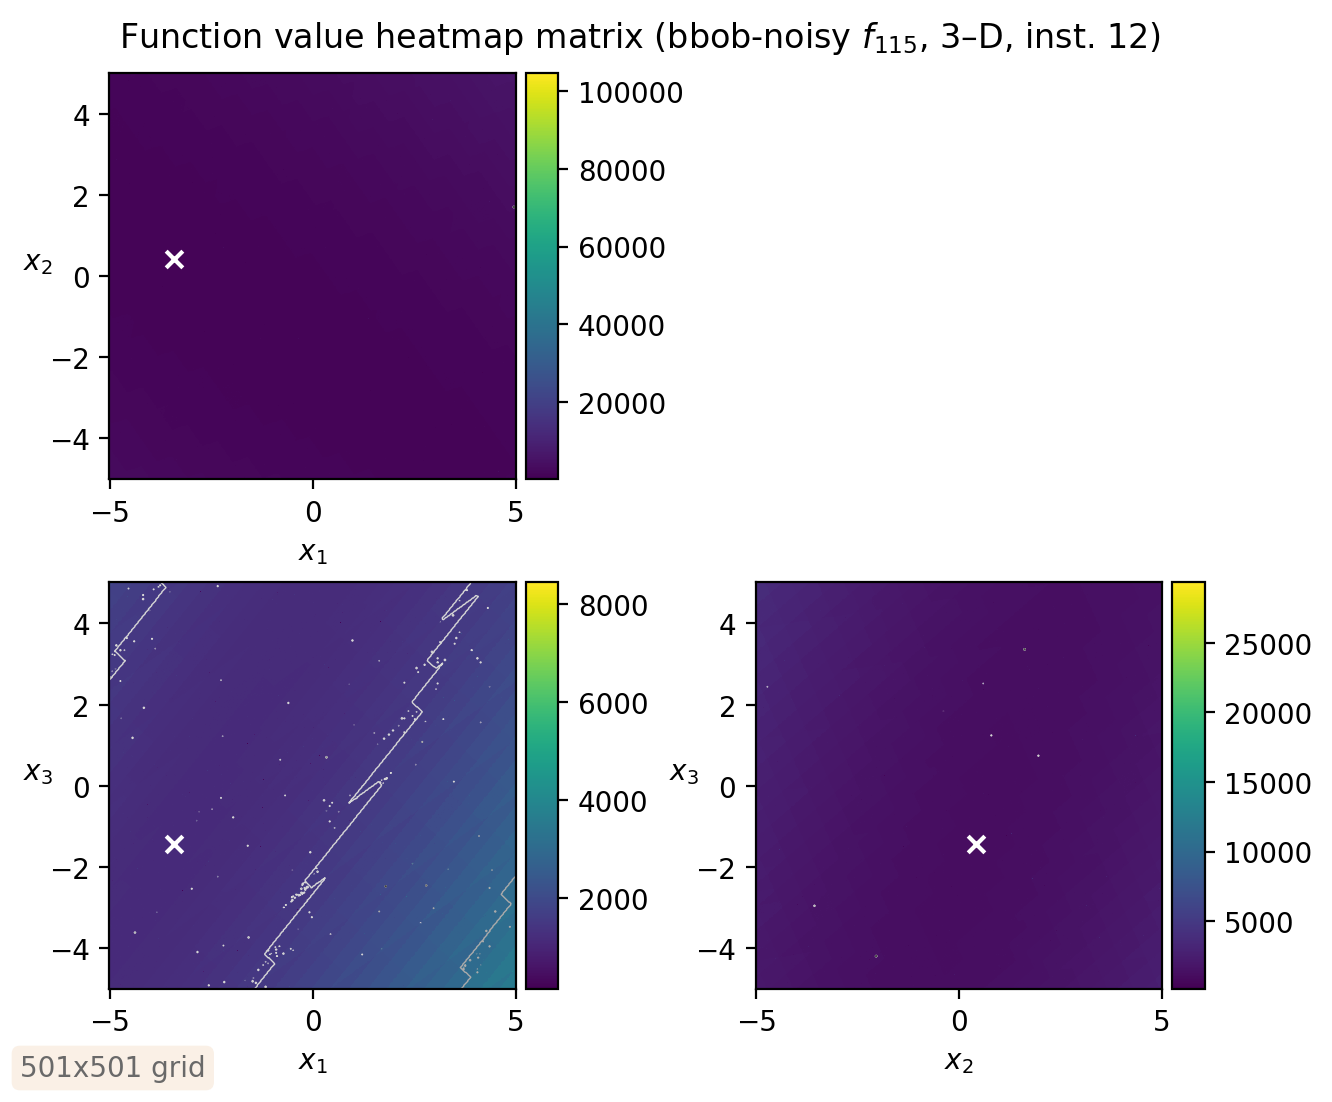 Function value heatmap matrix (bbob-noisy f₁₁₅, 3–D, inst. 12)
4
2
0
−2
−4
x₂
−5 0 5
x₁
100000
80000
60000
40000
20000
4
2
0
−2
−4
x₃
−5 0 5
x₁
8000
6000
4000
2000
4
2
0
−2
−4
x₃
−5 0 5
x₂
25000
20000
15000
10000
5000
501x501 grid